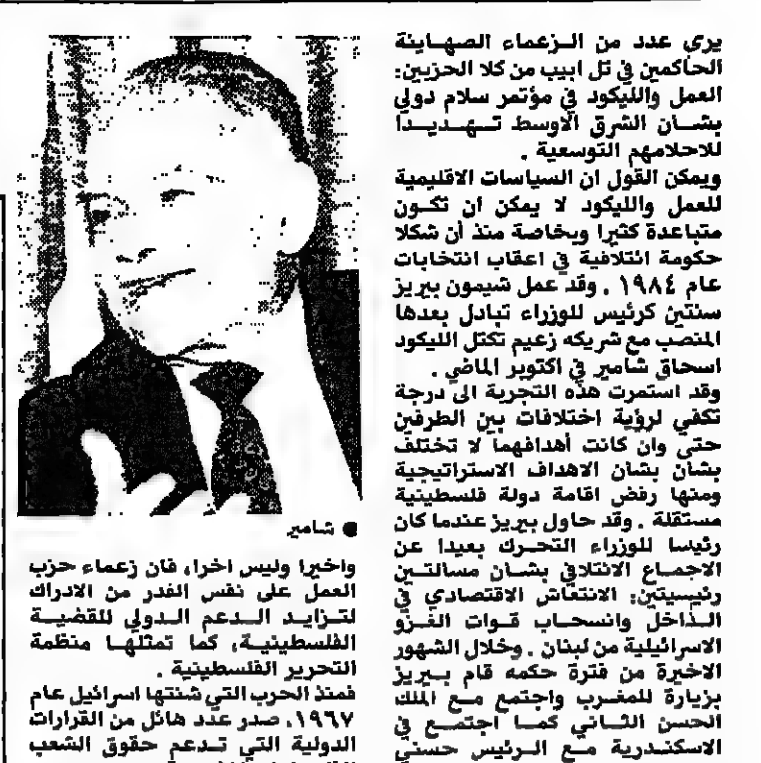 يري عدد من الزعماء الصهاينة
الحاكمين في تل ابيب من كلا الحزبين:
العمل والليكود في مؤتمر سلام دولي
بشان الشرق الاوسط تهديدا
للاحلامهم التوسعية .
ويمكن القول ان السياسات الاقليمية
للعمل والليكود لا يمكن ان تكون
متباعدة كثيرا وبخاصة منذ أن شكلا
حكومة ائتلافية في اعقاب انتخابات
عام ١٩٨٤ . وقد عمل شيمون بيريز
سنتين كرئيس للوزراء تبادل بعدها
المنصب مع شريكه زعيم تكتل الليكود
اسحاق شامير في اكتوبر الماضي .
وقد استمرت هذه التجربة الى درجة
تكفي لرؤية اختلافات بين الطرفين
حتى وان كانت أهدافهما لا تختلف
بشان بشان الاهداف الاستراتيجية
ومنها رفض اقامة دولة فلسطينية
مستقلة . وقد حاول بيريز عندما كان
رئيسا للوزراء التحرك بعيدا عن
الاجماع الائتلافي بشان مسالتين
رئيسيتين: الانتعاش الاقتصادي في
الداخل وانسحاب قوات الغزو
الاسرائيلية من لبنان . وخلال الشهور
الاخيرة من فترة حكمه قام بيريز
بزيارة للمغرب واجتمع مع الملك
الحسن الثاني كما اجتمع في
الاسكندرية مع الرئيس حسني
● شامير
واخيرا وليس اخرا، فان زعماء حزب
العمل على نفس القدر من الادراك
لتزايد الدعم الدولي للقضية
الفلسطينية، كما تمثلها منظمة
التحرير الفلسطينية .
فمنذ الحرب التي شنتها اسرائيل عام
١٩٦٧، صدر عدد هائل من القرارات
الدولية التي تدعم حقوق الشعب